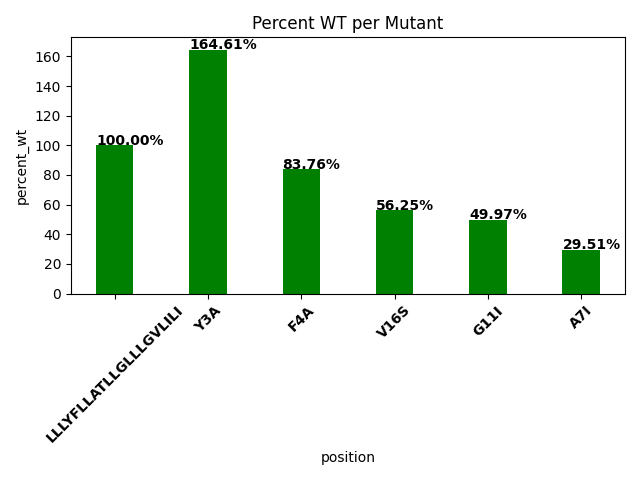 Percent WT per Mutant
percent_wt
160
140
120
100
80
60
40
20
0
100.00%
164.61%
83.76%
56.25%
49.97%
29.51%
LLLYFLLATLLGLLLGVLILI
Y3A
F4A
V16S
G11I
A7I
position